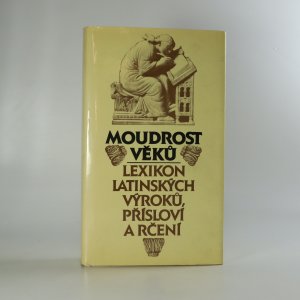 MOUDROST
VĚKŮ
LEXIKON
LATINSKÝCH
VÝROKŮ,
PŘÍSLOVÍ
A RČENÍ